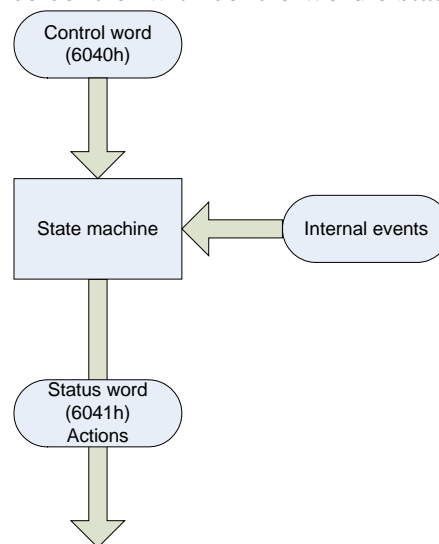 Control word
(6040h)
State machine
Internal events
Status word
(6041h)
Actions